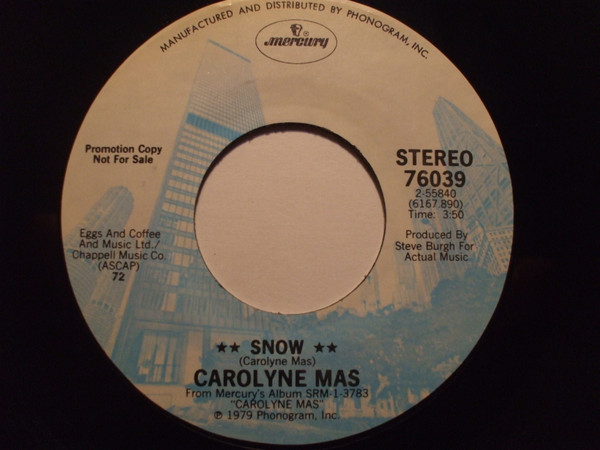 MANUFACTURED AND DISTRIBUTED BY PHONOGRAM, INC.
mercury
®
Promotion Copy
Not For Sale
STEREO
76039
2-55840
(6167.890)
Time: 3:50
Eggs And Coffee
And Music Ltd./
Chappell Music Co.
(ASCAP)
72
Produced By
Steve Burgh For
Actual Music
★★ SNOW ★★
(Carolyne Mas)
CAROLYNE MAS
From Mercury's Album SRM-1-3783
"CAROLYNE MAS"
℗ 1979 Phonogram, Inc.